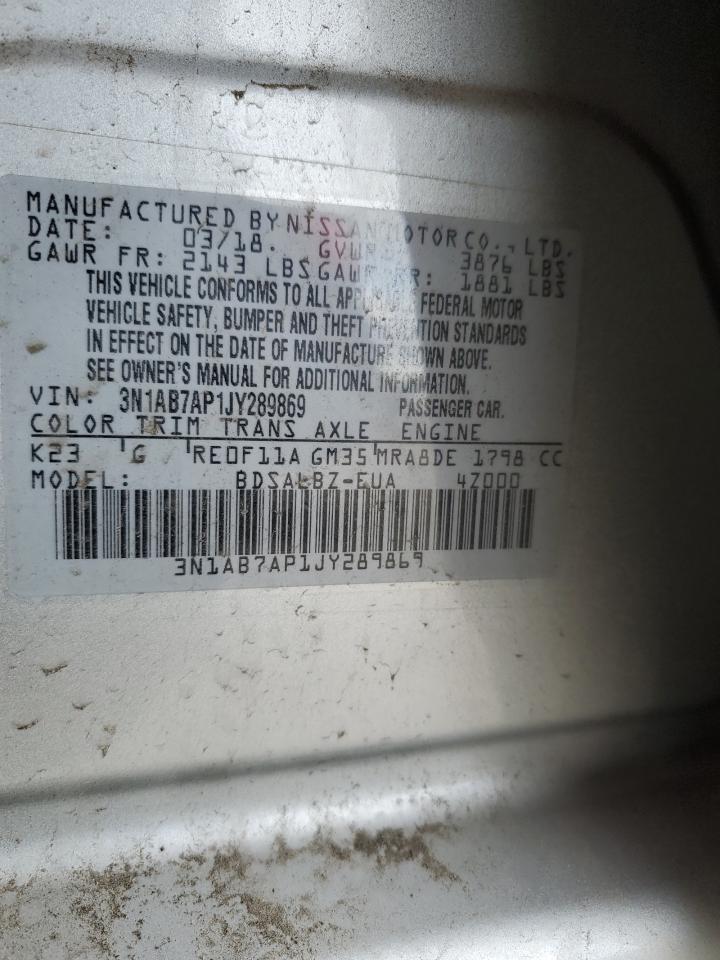 MANUFACTURED BY NISSAN MOTOR CO., LTD.
DATE: 03/18. GVWR: 3876 LBS
GAWR FR: 2143 LBS GAWR RR: 1881 LBS
THIS VEHICLE CONFORMS TO ALL APPLICABLE FEDERAL MOTOR
VEHICLE SAFETY, BUMPER AND THEFT PREVENTION STANDARDS
IN EFFECT ON THE DATE OF MANUFACTURE SHOWN ABOVE.
SEE OWNER'S MANUAL FOR ADDITIONAL INFORMATION.
VIN: 3N1AB7AP1JY289869 PASSENGER CAR.
COLOR TRIM TRANS AXLE ENGINE
K23 G RE0F11A GM35 MRA8DE 1798 CC
MODEL: BDSALBZ-EUA 4Z000
3N1AB7AP1JY289869